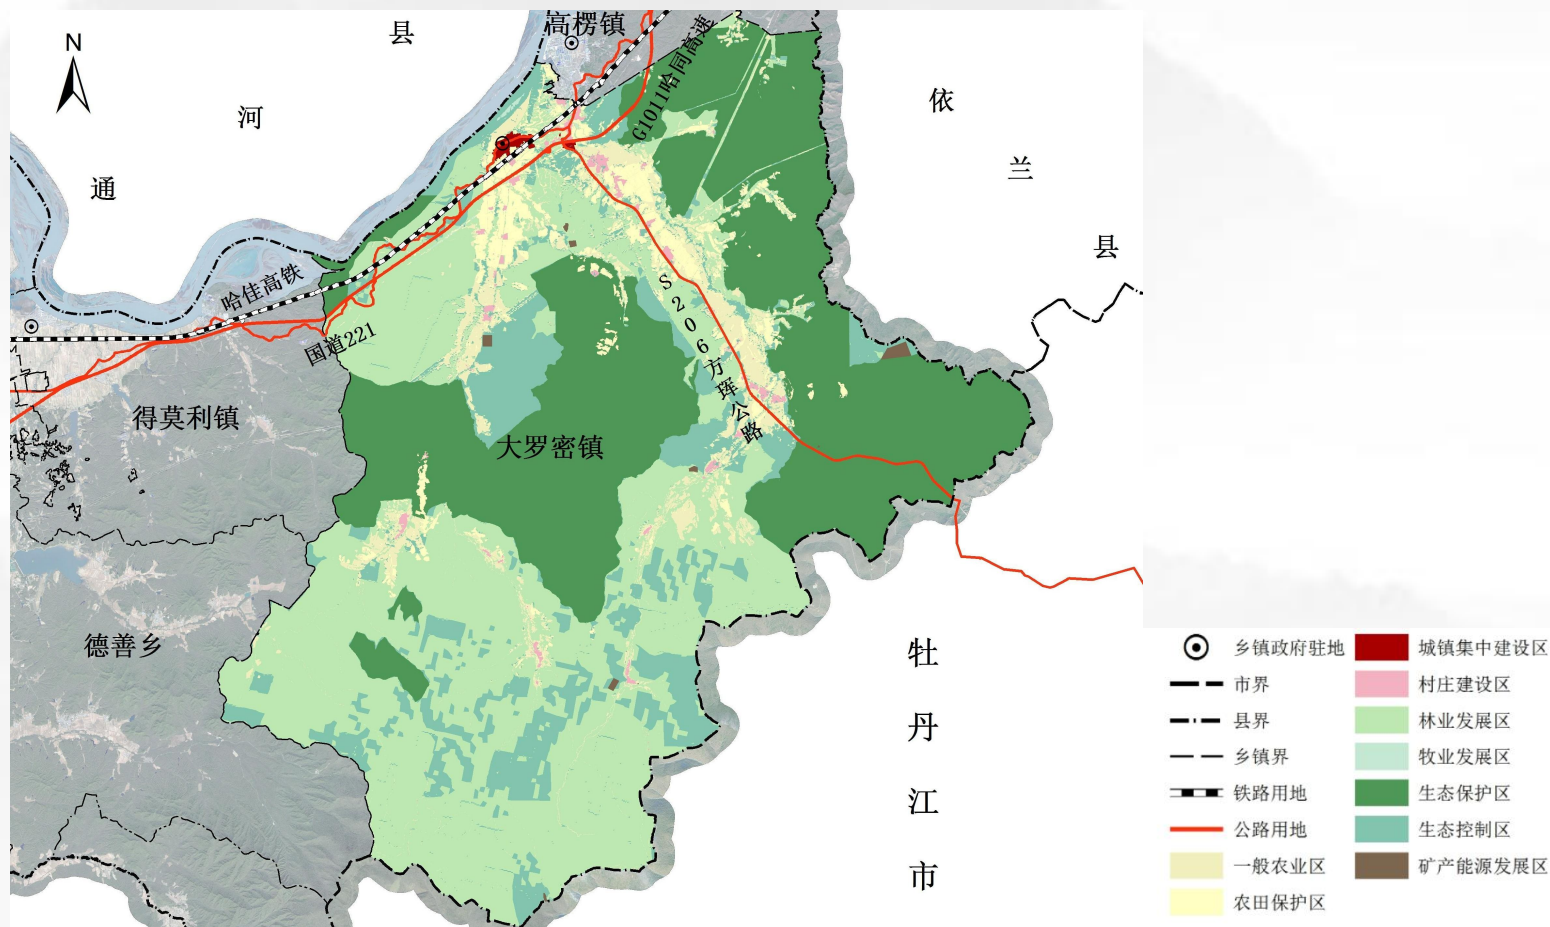 N
县
高楞镇
河
通
G1011哈同高速
依
兰
县
哈佳高铁
国道221
S206方珲公路
得莫利镇
大罗密镇
德善乡
牡
丹
江
市
乡镇政府驻地
市界
县界
乡镇界
铁路用地
公路用地
一般农业区
农田保护区
城镇集中建设区
村庄建设区
林业发展区
牧业发展区
生态保护区
生态控制区
矿产能源发展区